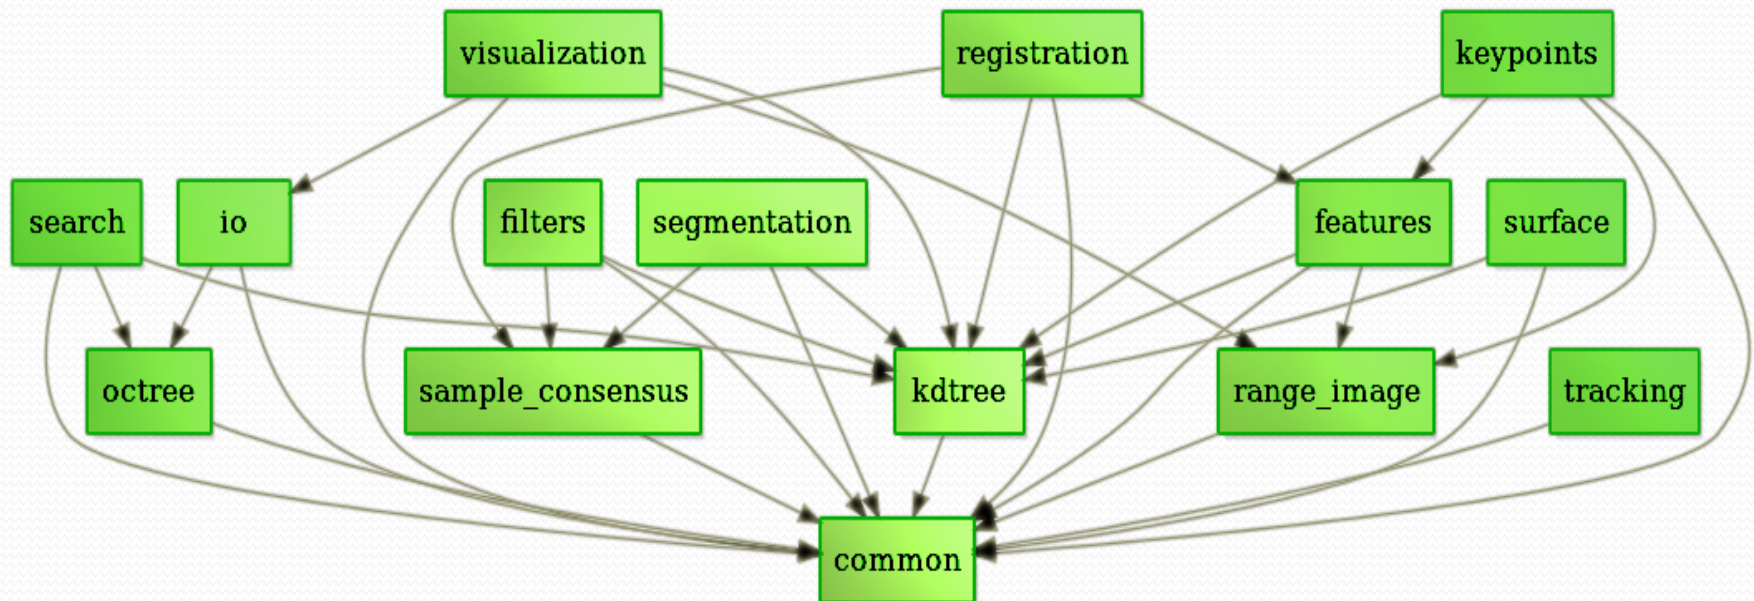 visualization
registration
keypoints
search
io
filters
segmentation
features
surface
octree
sample_consensus
kdtree
range_image
tracking
common